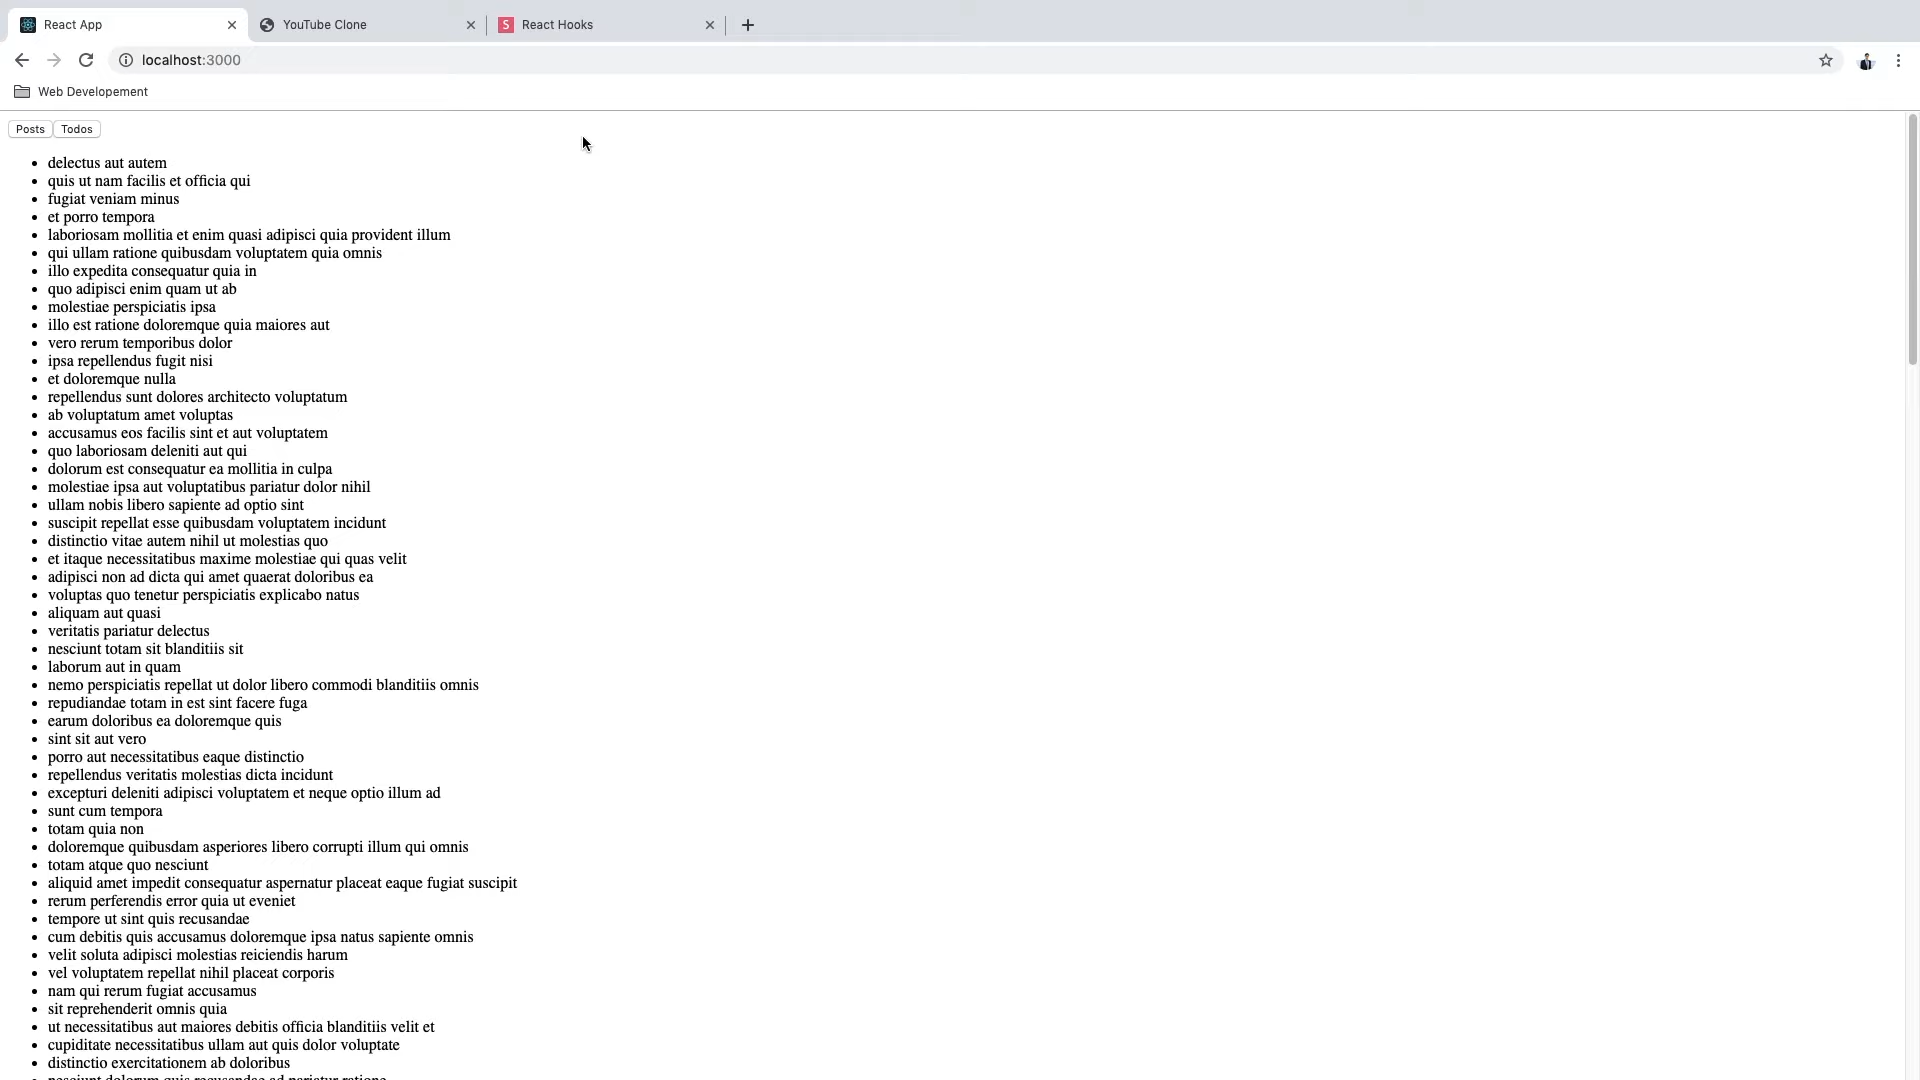 React App
YouTube Clone
S React Hooks
localhost:3000
Web Developement
Posts Todos
delectus aut autem
quis ut nam facilis et officia qui
fugiat veniam minus
et porro tempora
laboriosam mollitia et enim quasi adipisci quia provident illum
qui ullam ratione quibusdam voluptatem quia omnis
illo expedita consequatur quia in
quo adipisci enim quam ut ab
molestiae perspiciatis ipsa
illo est ratione doloremque quia maiores aut
vero rerum temporibus dolor
ipsa repellendus fugit nisi
et doloremque nulla
repellendus sunt dolores architecto voluptatum
ab voluptatum amet voluptas
accusamus eos facilis sint et aut voluptatem
quo laboriosam deleniti aut qui
dolorum est consequatur ea mollitia in culpa
molestiae ipsa aut voluptatibus pariatur dolor nihil
ullam nobis libero sapiente ad optio sint
suscipit repellat esse quibusdam voluptatem incidunt
distinctio vitae autem nihil ut molestias quo
et itaque necessitatibus maxime molestiae qui quas velit
adipisci non ad dicta qui amet quaerat doloribus ea
voluptas quo tenetur perspiciatis explicabo natus
aliquam aut quasi
veritatis pariatur delectus
nesciunt totam sit blanditiis sit
laborum aut in quam
nemo perspiciatis repellat ut dolor libero commodi blanditiis omnis
repudiandae totam in est sint facere fuga
earum doloribus ea doloremque quis
sint sit aut vero
porro aut necessitatibus eaque distinctio
repellendus veritatis molestias dicta incidunt
excepturi deleniti adipisci voluptatem et neque optio illum ad
sunt cum tempora
totam quia non
doloremque quibusdam asperiores libero corrupti illum qui omnis
totam atque quo nesciunt
aliquid amet impedit consequatur aspernatur placeat eaque fugiat suscipit
rerum perferendis error quia ut eveniet
tempore ut sint quis recusandae
cum debitis quis accusamus doloremque ipsa natus sapiente omnis
velit soluta adipisci molestias reiciendis harum
vel voluptatem repellat nihil placeat corporis
nam qui rerum fugiat accusamus
sit reprehenderit omnis quia
ut necessitatibus aut maiores debitis officia blanditiis velit et
cupiditate necessitatibus ullam aut quis dolor voluptate
distinctio exercitationem ab doloribus
nesciunt dolorum quis recusandae ad pariatur ratione